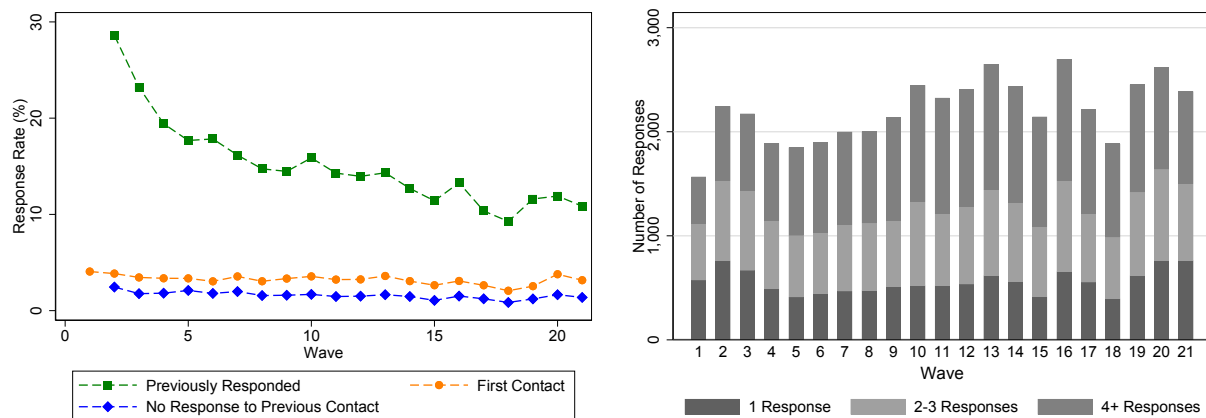 Response Rate (%)
30
20
10
0
0 5 10 15 20
Wave
Previously Responded
First Contact
No Response to Previous Contact
Number of Responses
3,000
2,000
1,000
0
1 2 3 4 5 6 7 8 9 10 11 12 13 14 15 16 17 18 19 20 21
Wave
1 Response 2-3 Responses 4+ Responses